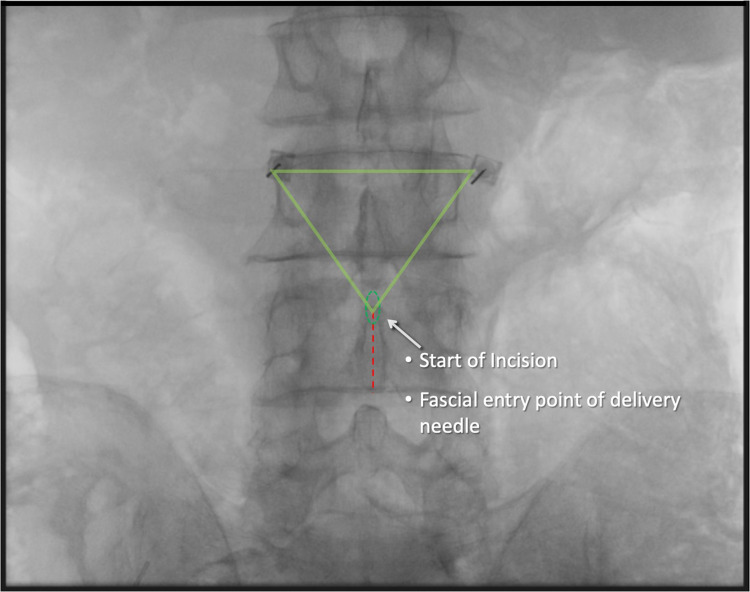 • Start of Incision
• Fascial entry point of delivery
needle